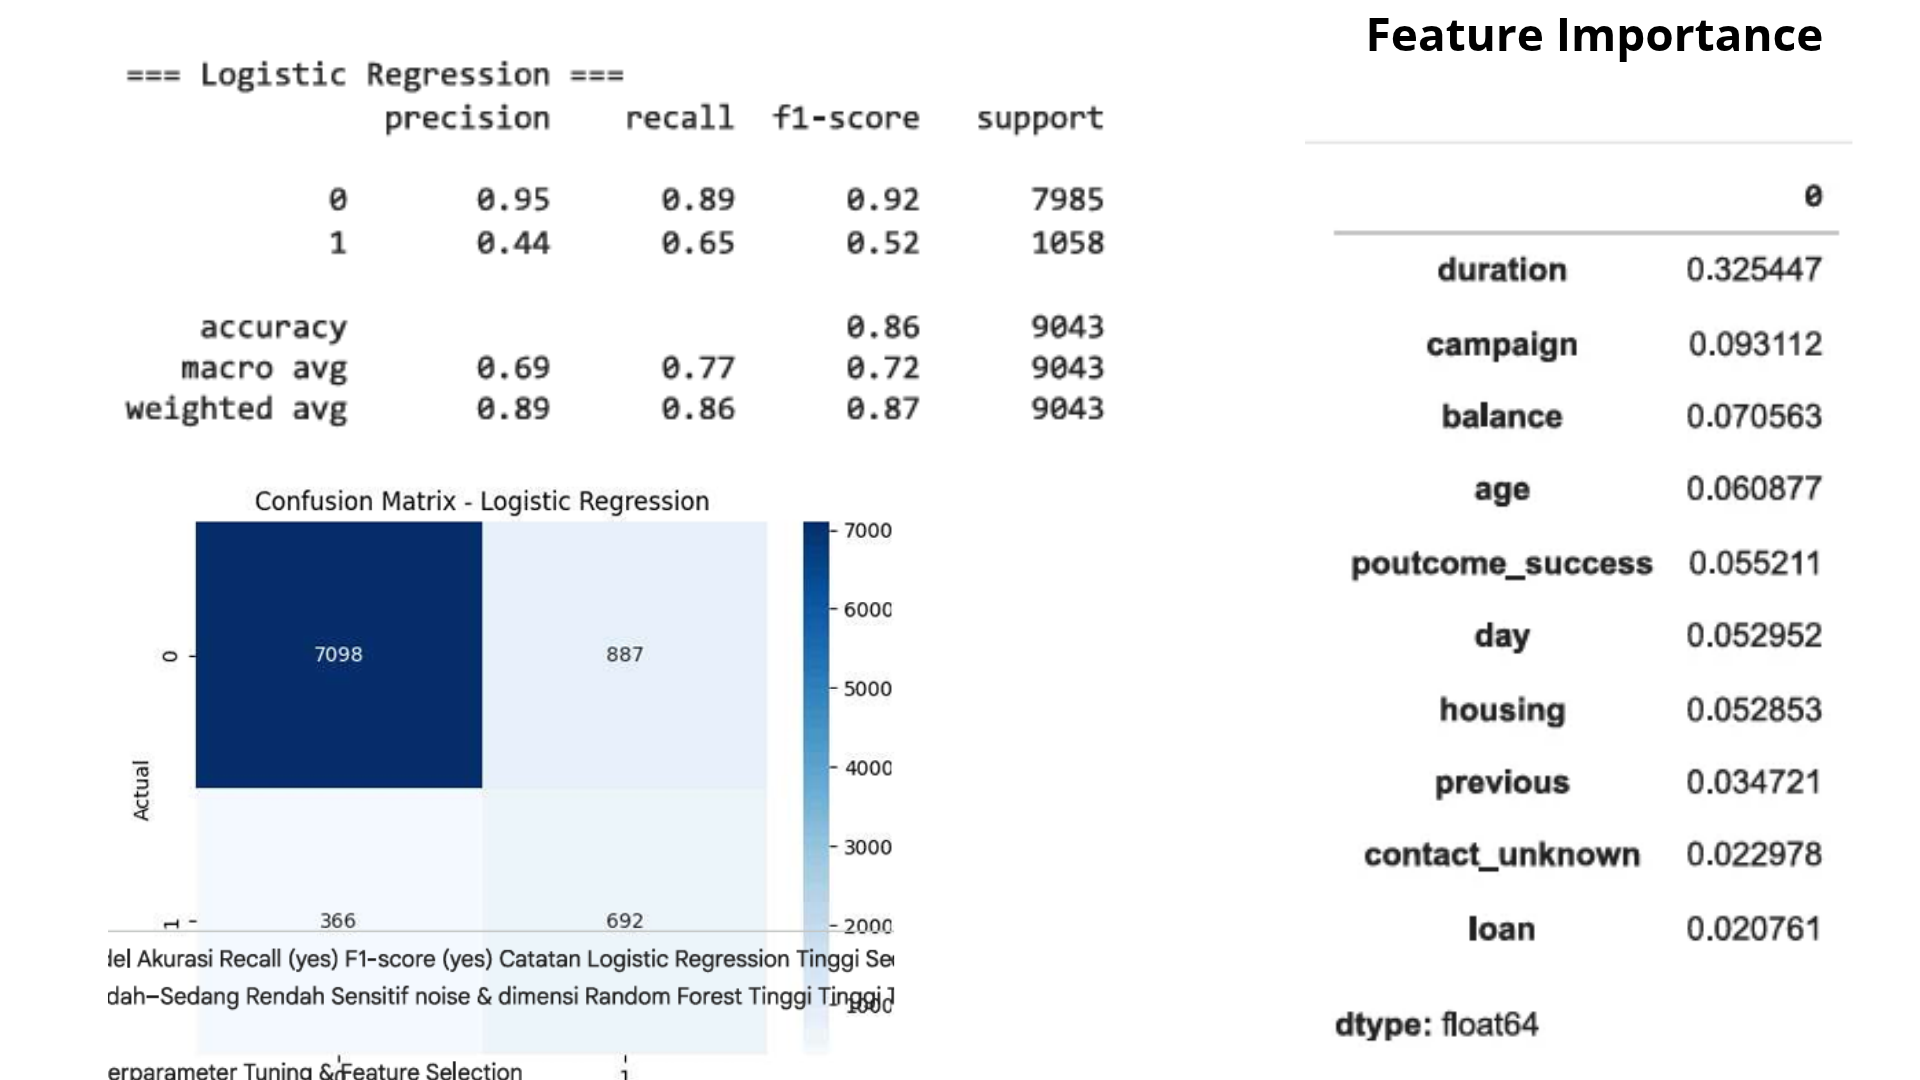 === Logistic Regression ===
precision recall f1-score support
0 0.95 0.89 0.92 7985
1 0.44 0.65 0.52 1058
accuracy 0.86 9043
macro avg 0.69 0.77 0.72 9043
weighted avg 0.89 0.86 0.87 9043
Confusion Matrix - Logistic Regression
7000
6000
5000
4000
3000
2000
1000
Actual
0 7098 887
1 366 692
del Akurasi Recall (yes) F1-score (yes) Catatan Logistic Regression Tinggi
dah–Sedang Rendah Sensitif noise & dimensi Random Forest Tinggi Tinggi
0 1
erparameter Tuning & Feature Selection
Feature Importance
0
duration 0.325447
campaign 0.093112
balance 0.070563
age 0.060877
poutcome_success 0.055211
day 0.052952
housing 0.052853
previous 0.034721
contact_unknown 0.022978
loan 0.020761
dtype: float64